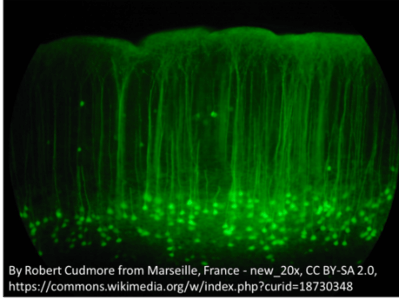 By Robert Cudmore from Marseille, France - new_20x, CC BY-SA 2.0,
https://commons.wikimedia.org/w/index.php?curid=18730348